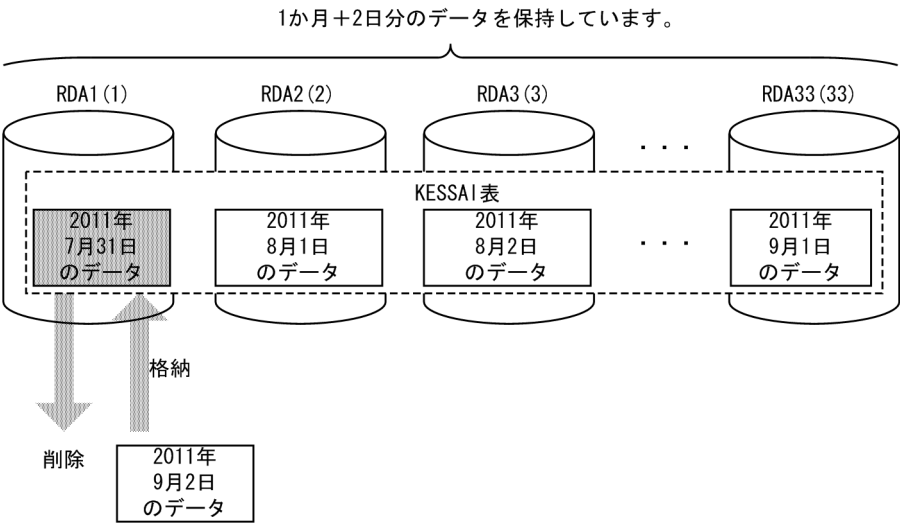 1か月+2日分のデータを保持しています。
RDA1(1) RDA2(2) RDA3(3) RDA33(33)
・・・
KESSAI表
2011年
7月31日
のデータ
2011年
8月1日
のデータ
2011年
8月2日
のデータ
・・・
2011年
9月1日
のデータ
格納
削除
2011年
9月2日
のデータ